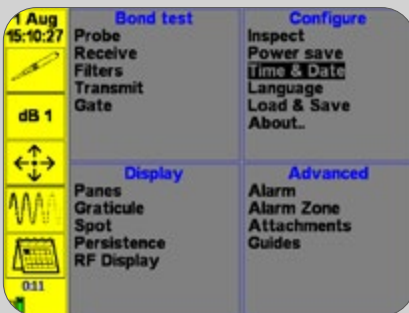 1 Aug
15:10:27
dB 1
0:11
Bond test
Probe
Receive
Filters
Transmit
Gate
Configure
Inspect
Power save
Time & Date
Language
Load & Save
About..
Display
Panes
Graticule
Spot
Persistence
RF Display
Advanced
Alarm
Alarm Zone
Attachments
Guides